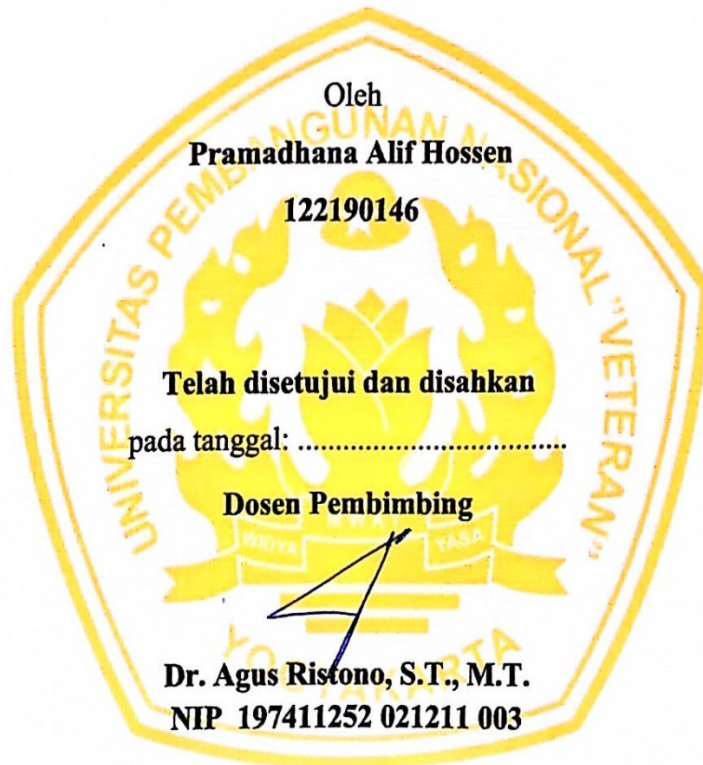 Oleh
Pramadhana Alif Hossen
122190146
UNIVERSITAS PEMBANGUNAN NASIONAL "VETERAN"
Telah disetujui dan disahkan
pada tanggal: ....................................
Dosen Pembimbing
WIDYA MWAT YASA
YOGYAKARTA
Dr. Agus Ristono, S.T., M.T.
NIP 197411252 021211 003